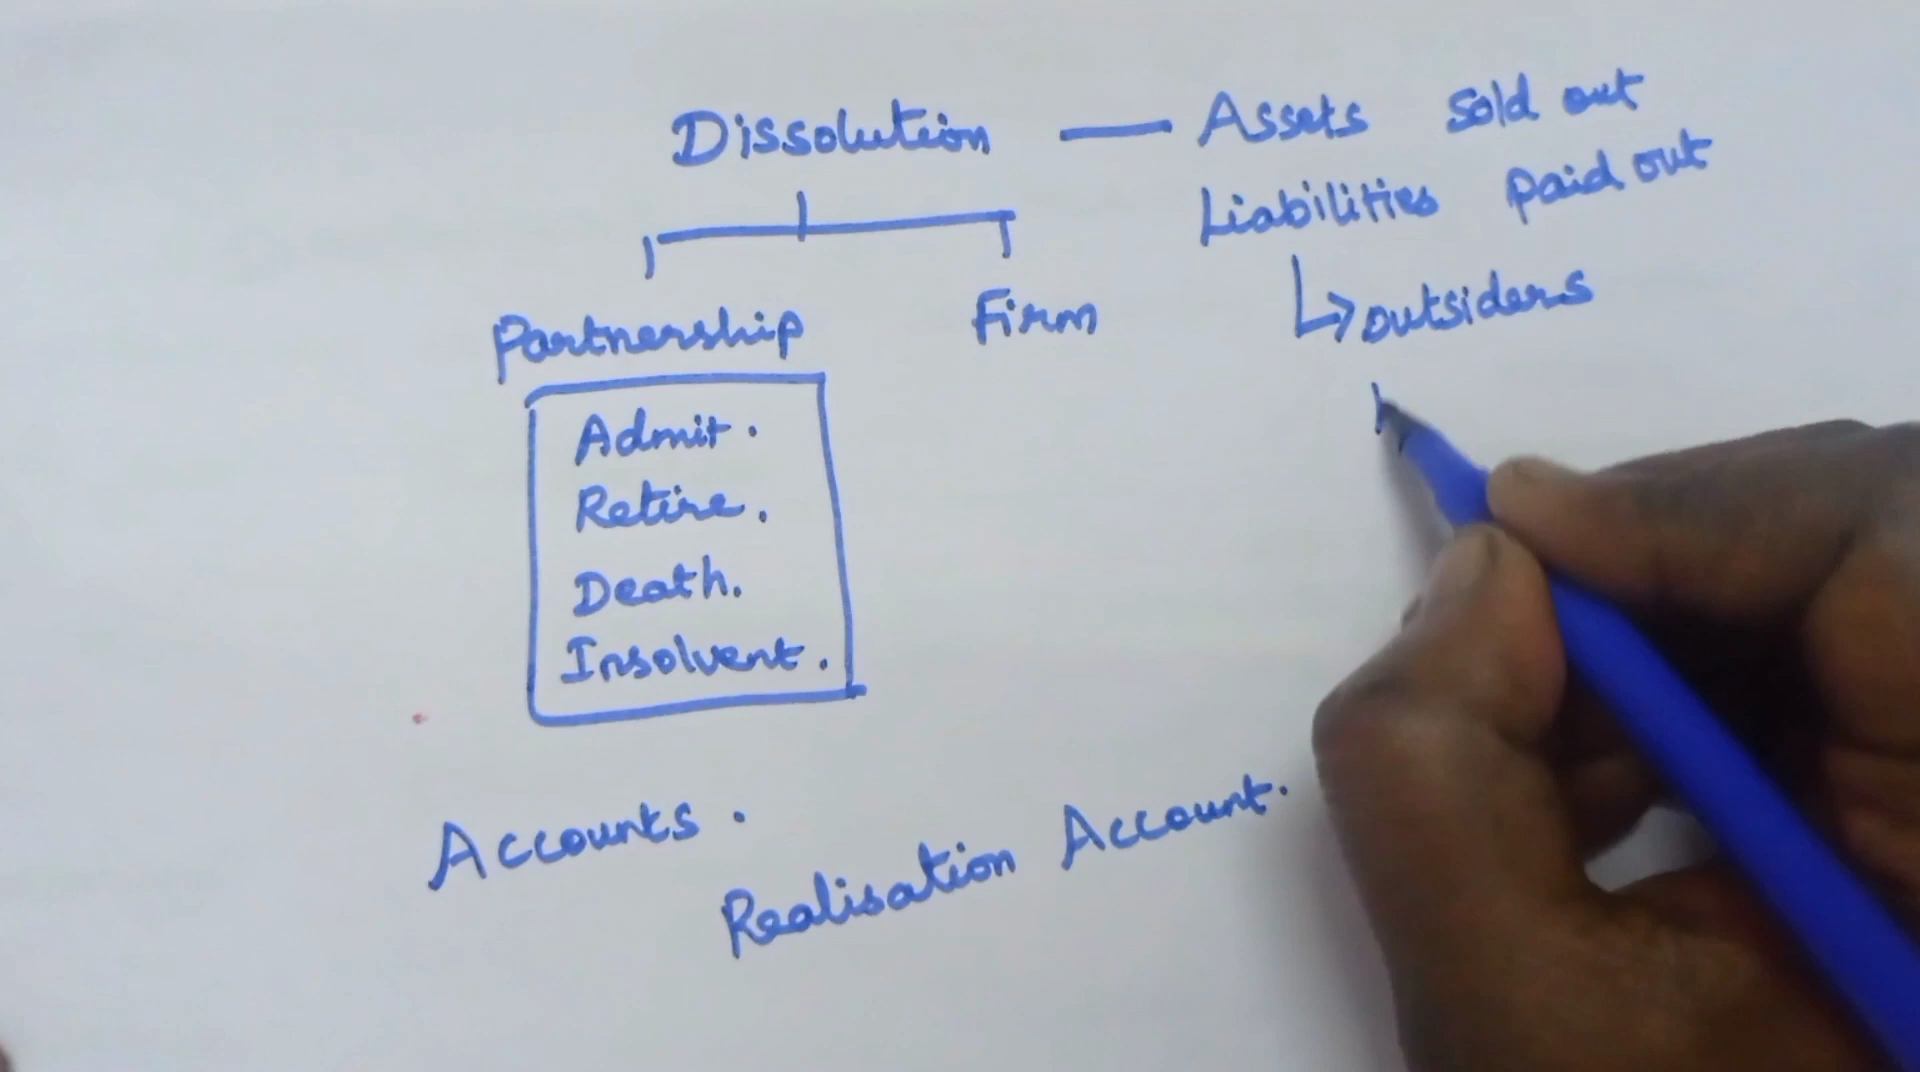 Dissolution — Assets sold out
Liabilities paid out
outsiders
Partnership
Firm
Admit.
Retire.
Death.
Insolvent.
Accounts.
Realisation Account.